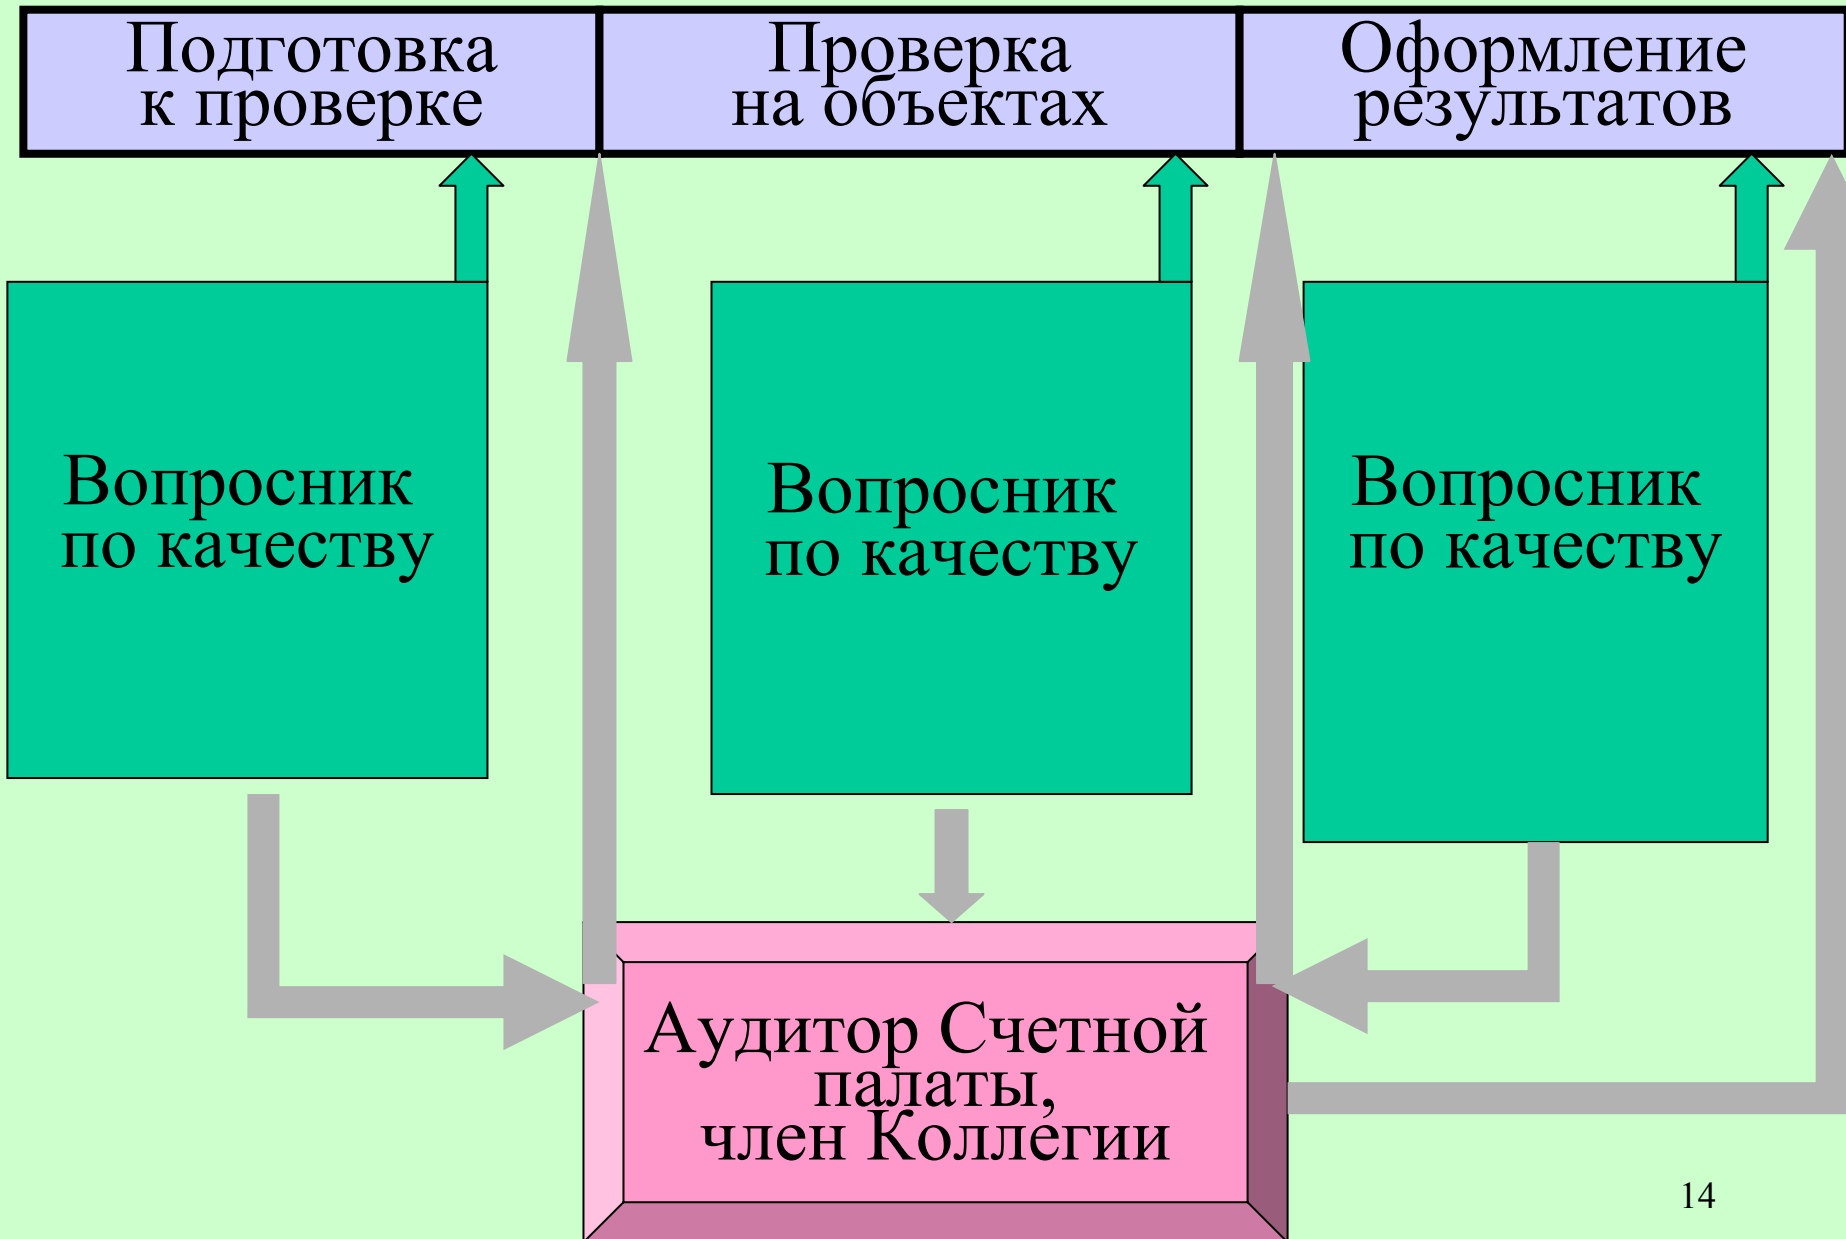 Подготовка
к проверке
Проверка
на объектах
Оформление
результатов
Вопросник
по качеству
Вопросник
по качеству
Вопросник
по качеству
Аудитор Счетной
палаты,
член Коллегии
14